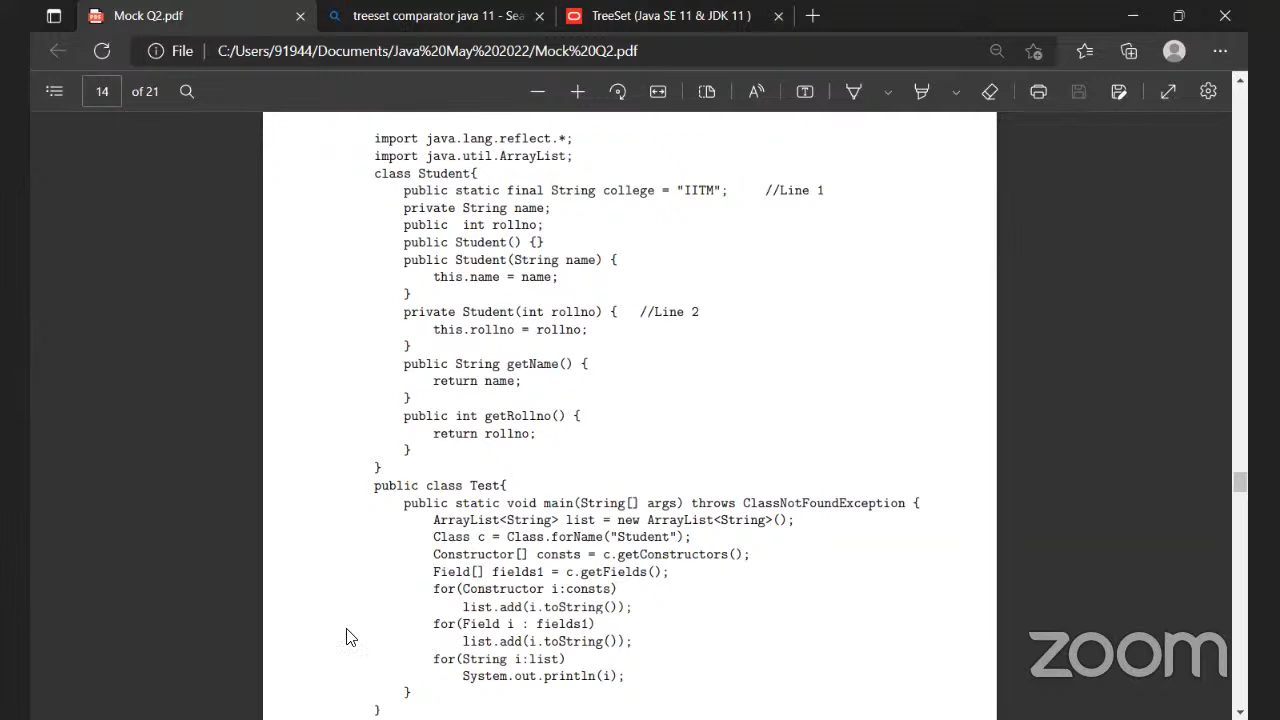 Mock Q2.pdf
treeset comparator java 11 - Sea
TreeSet (Java SE 11 & JDK 11 )
File C:/Users/91944/Documents/Java%20May%202022/Mock%20Q2.pdf
14 of 21
import java.lang.reflect.*;
import java.util.ArrayList;
class Student{
public static final String college = "IITM"; //Line 1
private String name;
public int rollno;
public Student() {}
public Student(String name) {
this.name = name;
}
private Student(int rollno) { //Line 2
this.rollno = rollno;
}
public String getName() {
return name;
}
public int getRollno() {
return rollno;
}
}
public class Test{
public static void main(String[] args) throws ClassNotFoundException {
ArrayList<String> list = new ArrayList<String>();
Class c = Class.forName("Student");
Constructor[] consts = c.getConstructors();
Field[] fields1 = c.getFields();
for(Constructor i:consts)
list.add(i.toString());
for(Field i : fields1)
list.add(i.toString());
for(String i:list)
System.out.println(i);
}
}
zoom